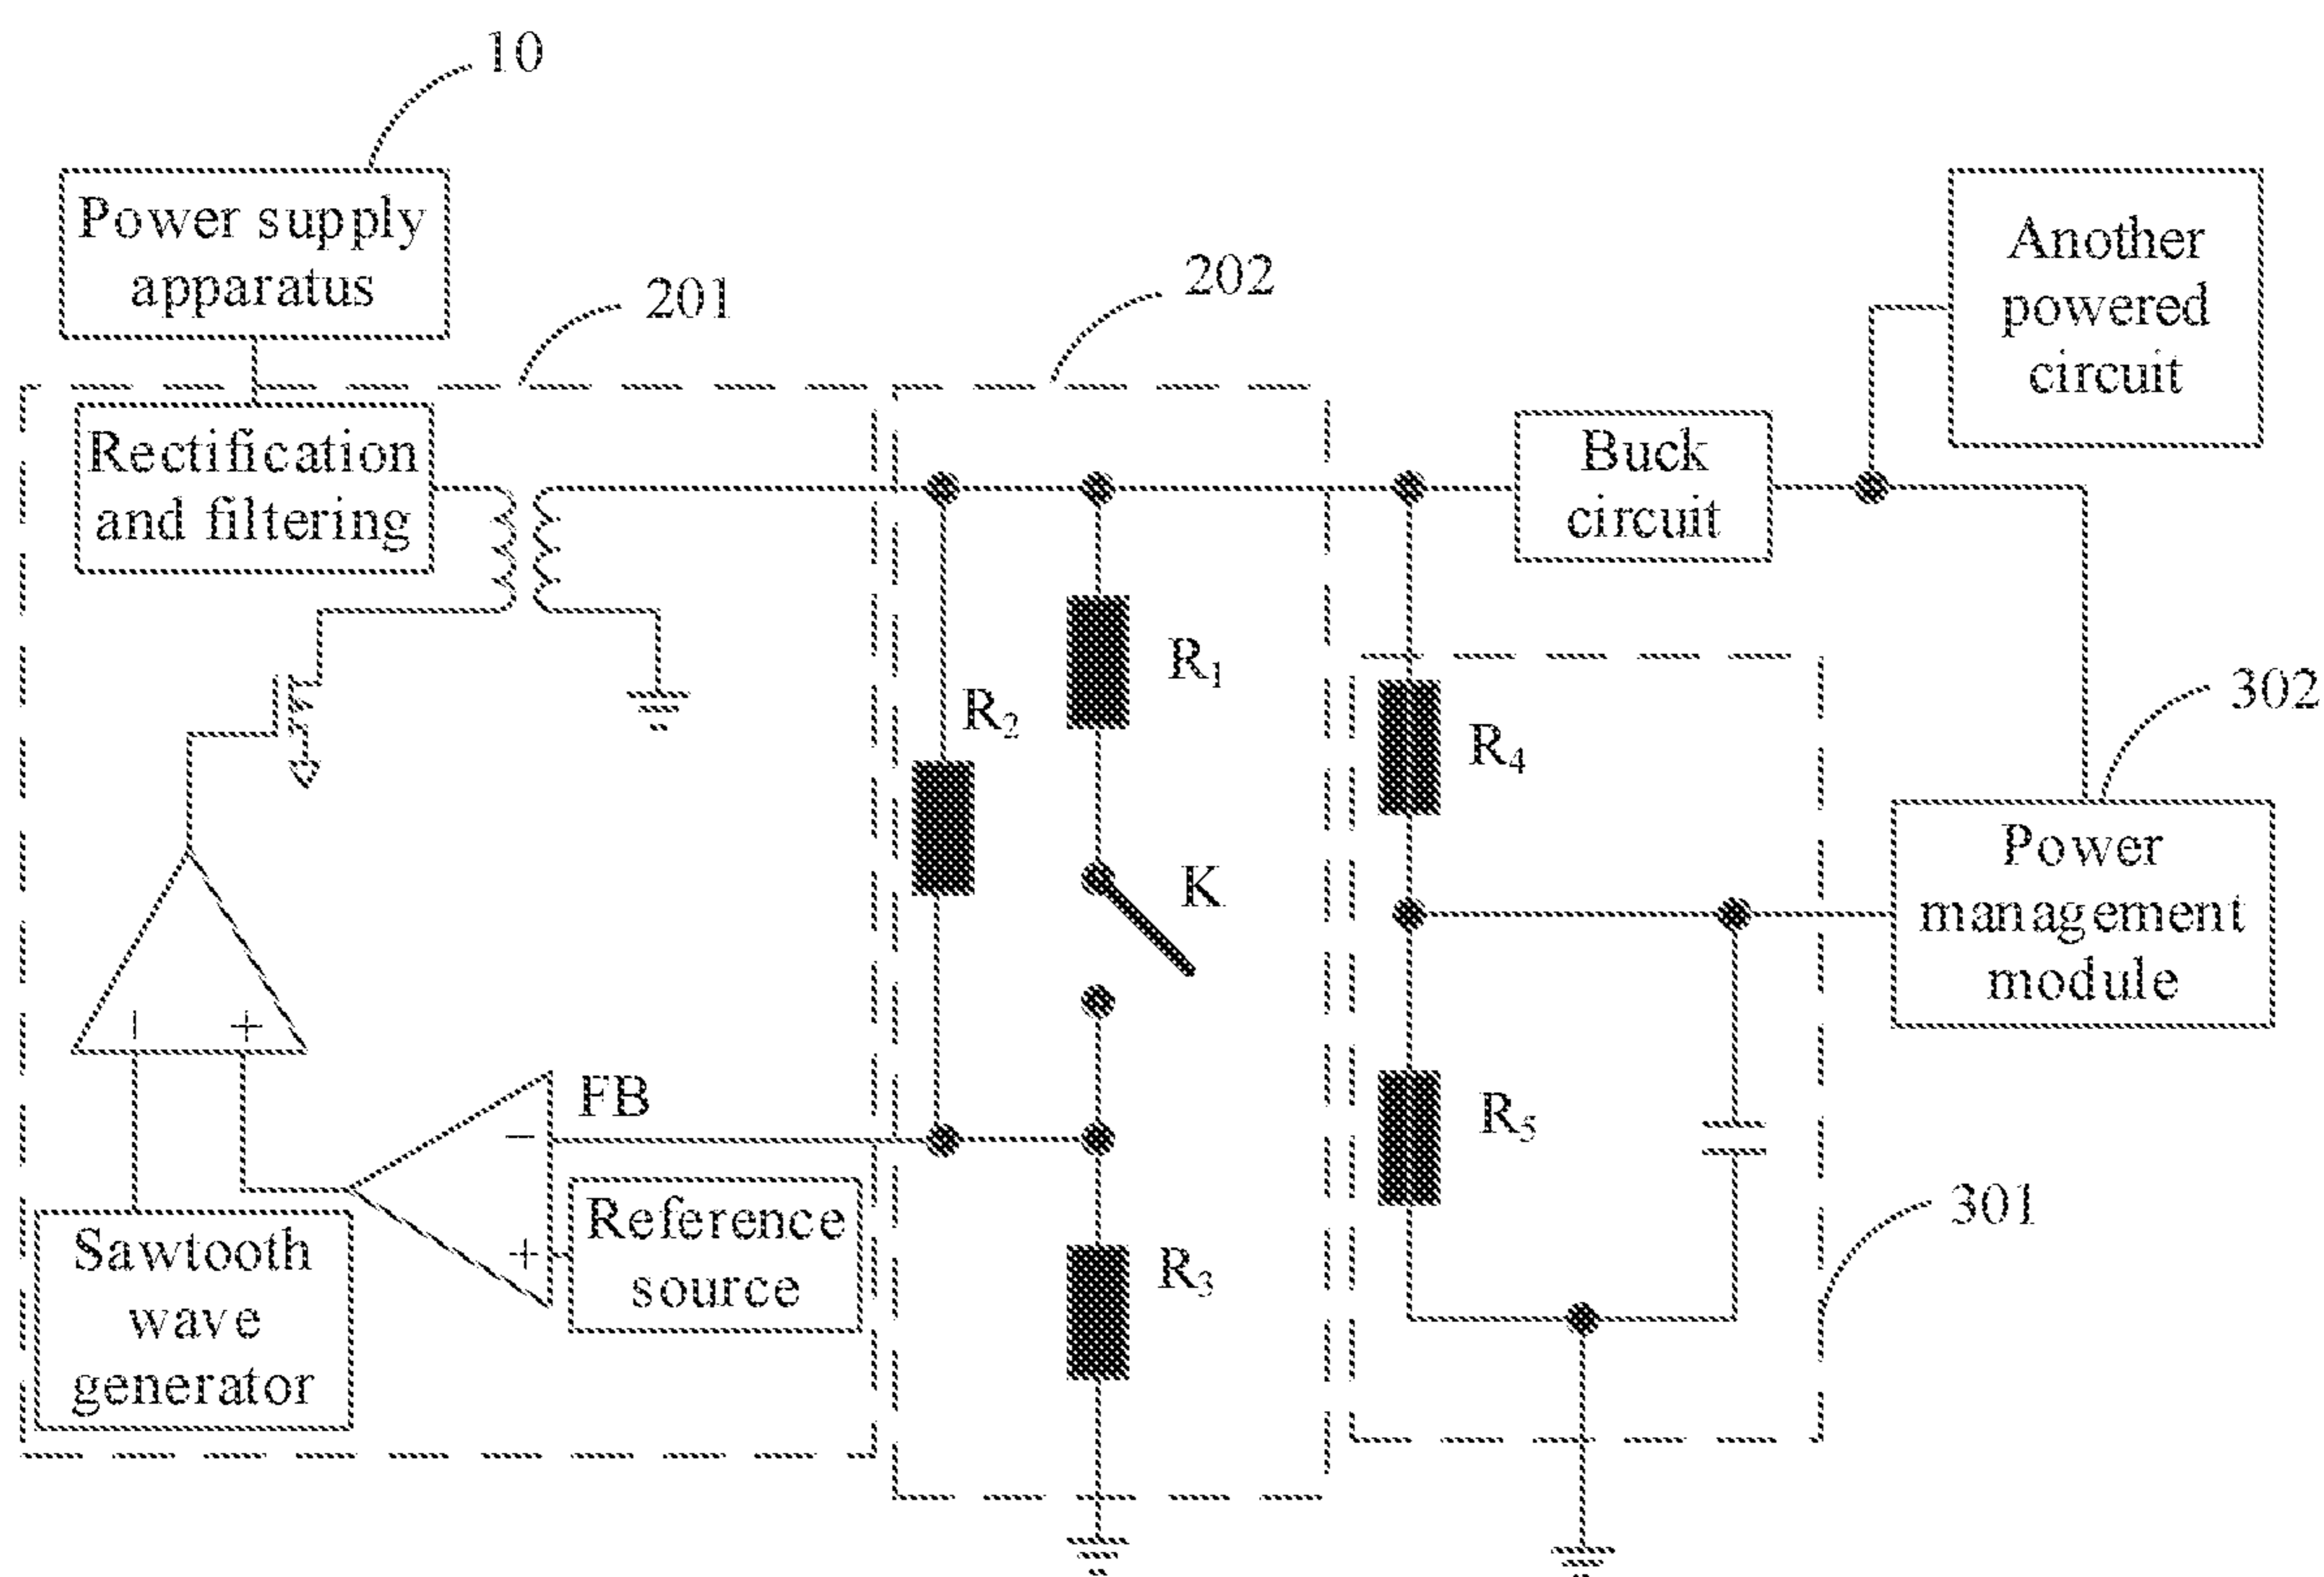 10
Power supply
apparatus
201
202
Another
powered
circuit
Rectification
and filtering
Buck
circuit
R1
R2
R4
302
K
Power
management
module
− +
FB
−
R5
Reference
source
+
301
Sawtooth
wave
generator
R3